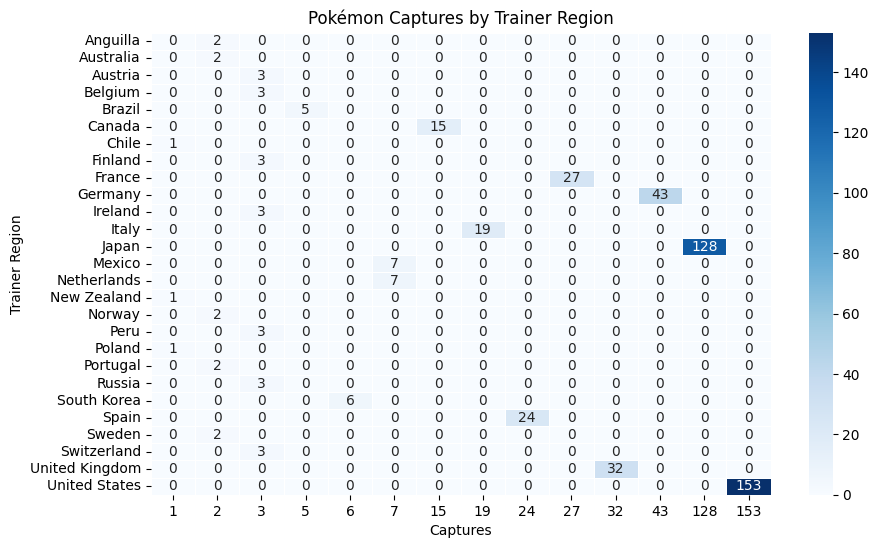 Pokémon Captures by Trainer Region
Anguilla 0 2 0 0 0 0 0 0 0 0 0 0 0 0
Australia 0 2 0 0 0 0 0 0 0 0 0 0 0 0
Austria 0 0 3 0 0 0 0 0 0 0 0 0 0 0
Belgium 0 0 3 0 0 0 0 0 0 0 0 0 0 0
Brazil 0 0 0 5 0 0 0 0 0 0 0 0 0 0
Canada 0 0 0 0 0 0 15 0 0 0 0 0 0 0
Chile 1 0 0 0 0 0 0 0 0 0 0 0 0 0
Finland 0 0 3 0 0 0 0 0 0 0 0 0 0 0
France 0 0 0 0 0 0 0 0 0 27 0 0 0 0
Germany 0 0 0 0 0 0 0 0 0 0 0 43 0 0
Ireland 0 0 3 0 0 0 0 0 0 0 0 0 0 0
Italy 0 0 0 0 0 0 0 19 0 0 0 0 0 0
Japan 0 0 0 0 0 0 0 0 0 0 0 0 128 0
Mexico 0 0 0 0 0 7 0 0 0 0 0 0 0 0
Netherlands 0 0 0 0 0 7 0 0 0 0 0 0 0 0
New Zealand 1 0 0 0 0 0 0 0 0 0 0 0 0 0
Norway 0 2 0 0 0 0 0 0 0 0 0 0 0 0
Peru 0 0 3 0 0 0 0 0 0 0 0 0 0 0
Poland 1 0 0 0 0 0 0 0 0 0 0 0 0 0
Portugal 0 2 0 0 0 0 0 0 0 0 0 0 0 0
Russia 0 0 3 0 0 0 0 0 0 0 0 0 0 0
South Korea 0 0 0 0 6 0 0 0 0 0 0 0 0 0
Spain 0 0 0 0 0 0 0 0 24 0 0 0 0 0
Sweden 0 2 0 0 0 0 0 0 0 0 0 0 0 0
Switzerland 0 0 3 0 0 0 0 0 0 0 0 0 0 0
United Kingdom 0 0 0 0 0 0 0 0 0 0 32 0 0 0
United States 0 0 0 0 0 0 0 0 0 0 0 0 0 153
1 2 3 5 6 7 15 19 24 27 32 43 128 153
Captures
Trainer Region
140
120
100
80
60
40
20
0